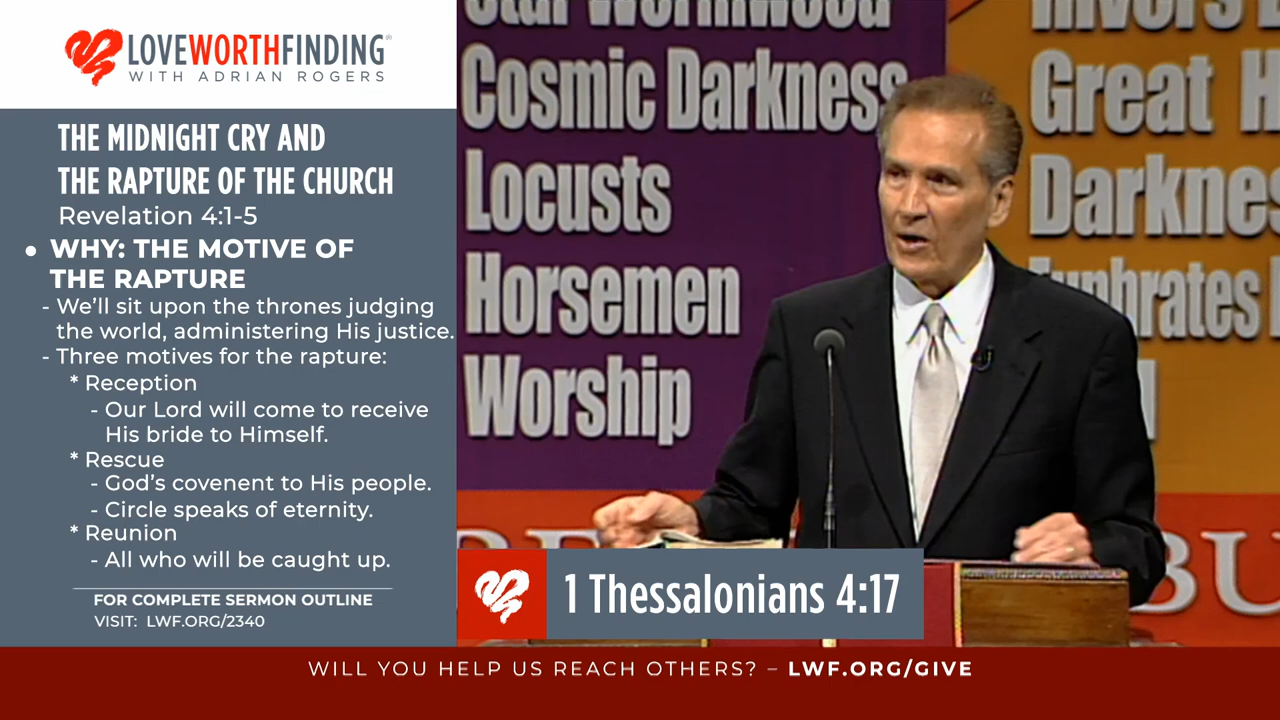 LOVEWORTHFINDING®
WITH ADRIAN ROGERS
THE MIDNIGHT CRY AND
THE RAPTURE OF THE CHURCH
Revelation 4:1-5
• WHY: THE MOTIVE OF
THE RAPTURE
- We'll sit upon the thrones judging
the world, administering His justice.
- Three motives for the rapture:
* Reception
- Our Lord will come to receive
His bride to Himself.
* Rescue
- God's covenent to His people.
- Circle speaks of eternity.
* Reunion
- All who will be caught up.
FOR COMPLETE SERMON OUTLINE
VISIT: LWF.ORG/2340
Star Wormwood
Cosmic Darkness
Locusts
Horsemen
Worship
Great H
Darknes
Euphrates
BU
1 Thessalonians 4:17
WILL YOU HELP US REACH OTHERS? – LWF.ORG/GIVE